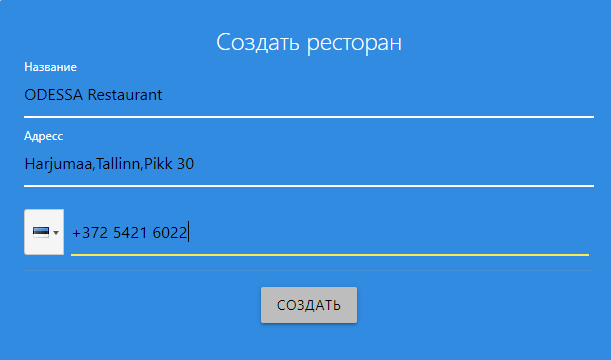 Создать ресторан
Название
ODESSA Restaurant
Адресс
Harjumaa,Tallinn,Pikk 30
+372 5421 6022
СОЗДАТЬ